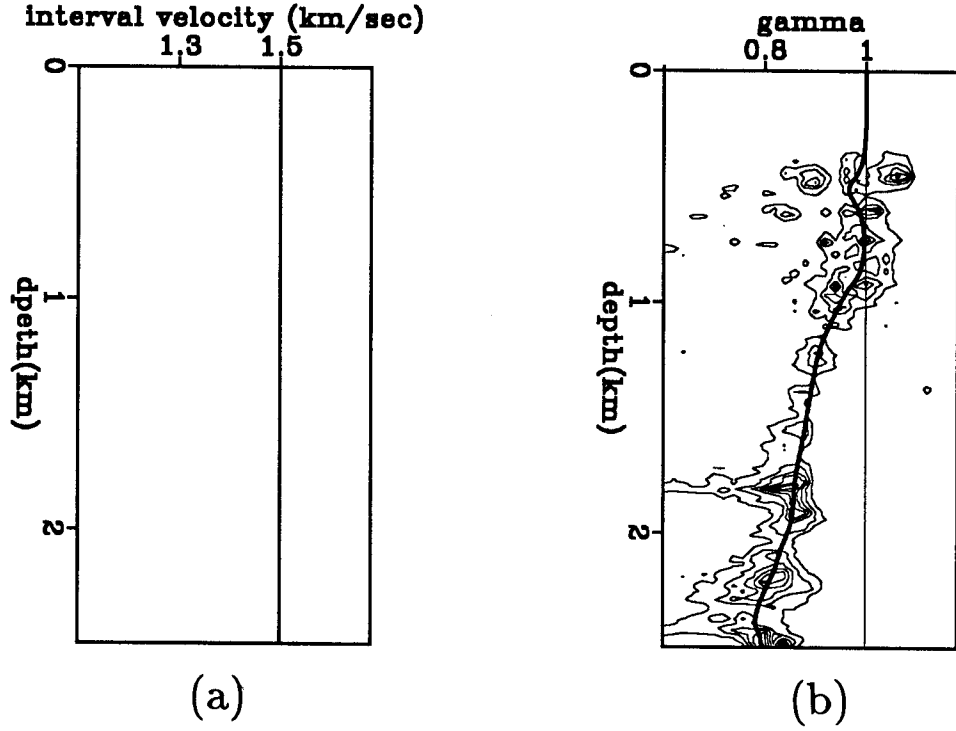 interval velocity (km/sec)
1.3 1.5
0
1
2
dpeth(km)
(a)
gamma
0.8 1
0
1
2
depth(km)
(b)